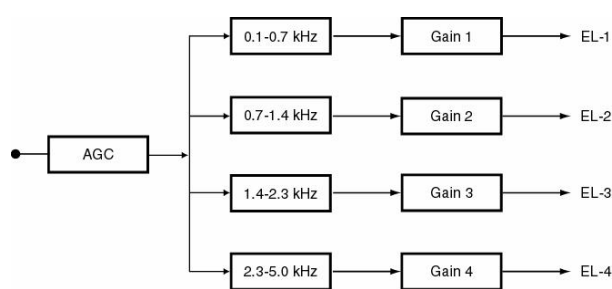 0.1-0.7 kHz Gain 1 EL-1
0.7-1.4 kHz Gain 2 EL-2
AGC
1.4-2.3 kHz Gain 3 EL-3
2.3-5.0 kHz Gain 4 EL-4